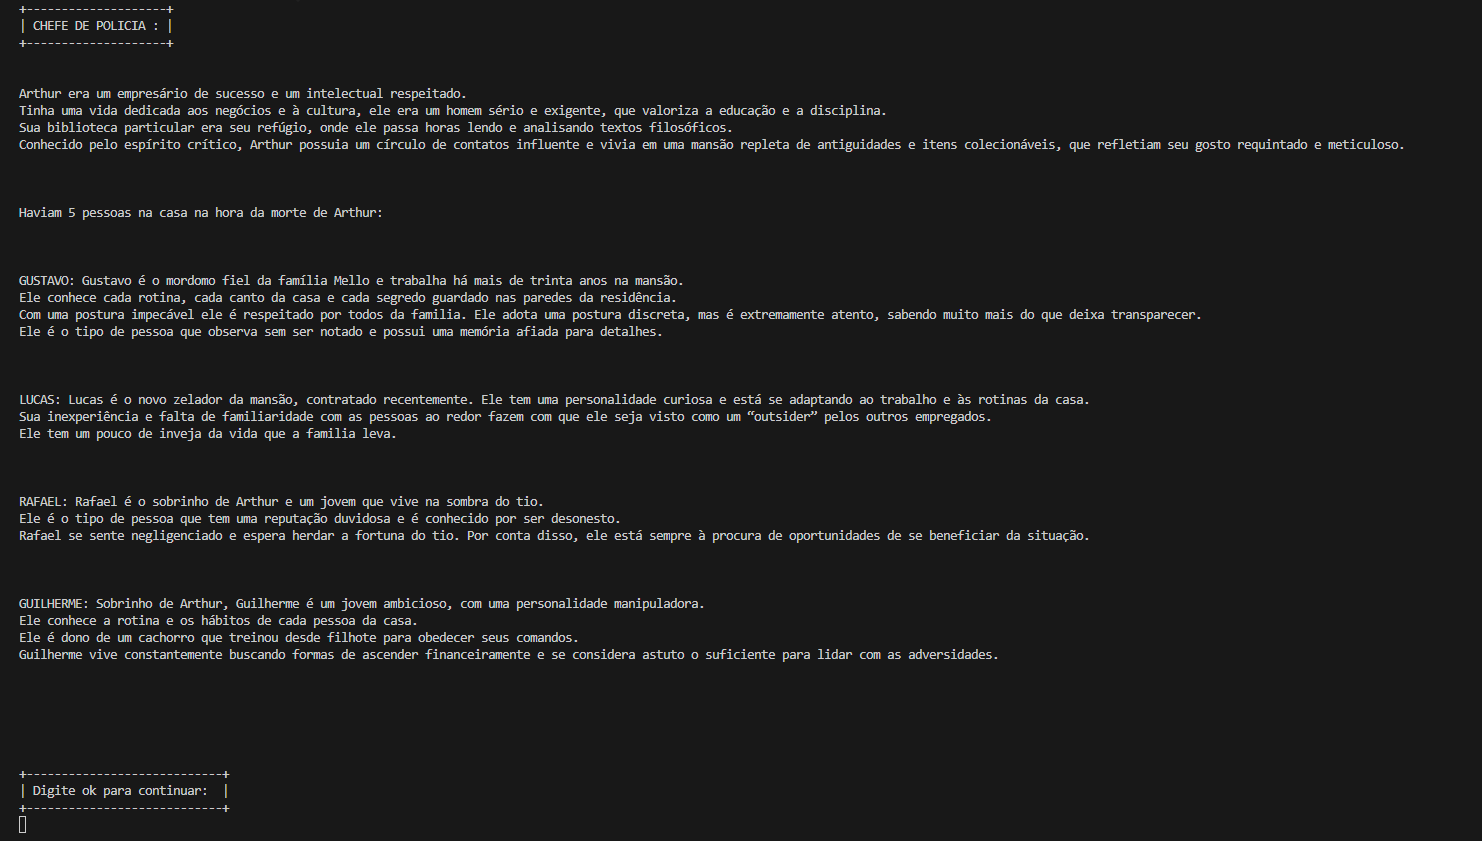 +--------------------+
| CHEFE DE POLICIA : |
+--------------------+
Arthur era um empresário de sucesso e um intelectual respeitado.
Tinha uma vida dedicada aos negócios e à cultura, ele era um homem sério e exigente, que valoriza a educação e a disciplina.
Sua biblioteca particular era seu refúgio, onde ele passa horas lendo e analisando textos filosóficos.
Conhecido pelo espírito crítico, Arthur possuia um círculo de contatos influente e vivia em uma mansão repleta de antiguidades e itens colecionáveis, que refletiam seu gosto requintado e meticuloso.
Haviam 5 pessoas na casa na hora da morte de Arthur:
GUSTAVO: Gustavo é o mordomo fiel da família Mello e trabalha há mais de trinta anos na mansão.
Ele conhece cada rotina, cada canto da casa e cada segredo guardado nas paredes da residência.
Com uma postura impecável ele é respeitado por todos da familia. Ele adota uma postura discreta, mas é extremamente atento, sabendo muito mais do que deixa transparecer.
Ele é o tipo de pessoa que observa sem ser notado e possui uma memória afiada para detalhes.
LUCAS: Lucas é o novo zelador da mansão, contratado recentemente. Ele tem uma personalidade curiosa e está se adaptando ao trabalho e às rotinas da casa.
Sua inexperiência e falta de familiaridade com as pessoas ao redor fazem com que ele seja visto como um “outsider” pelos outros empregados.
Ele tem um pouco de inveja da vida que a familia leva.
RAFAEL: Rafael é o sobrinho de Arthur e um jovem que vive na sombra do tio.
Ele é o tipo de pessoa que tem uma reputação duvidosa e é conhecido por ser desonesto.
Rafael se sente negligenciado e espera herdar a fortuna do tio. Por conta disso, ele está sempre à procura de oportunidades de se beneficiar da situação.
GUILHERME: Sobrinho de Arthur, Guilherme é um jovem ambicioso, com uma personalidade manipuladora.
Ele conhece a rotina e os hábitos de cada pessoa da casa.
Ele é dono de um cachorro que treinou desde filhote para obedecer seus comandos.
Guilherme vive constantemente buscando formas de ascender financeiramente e se considera astuto o suficiente para lidar com as adversidades.
+----------------------------+
| Digite ok para continuar:  |
+----------------------------+